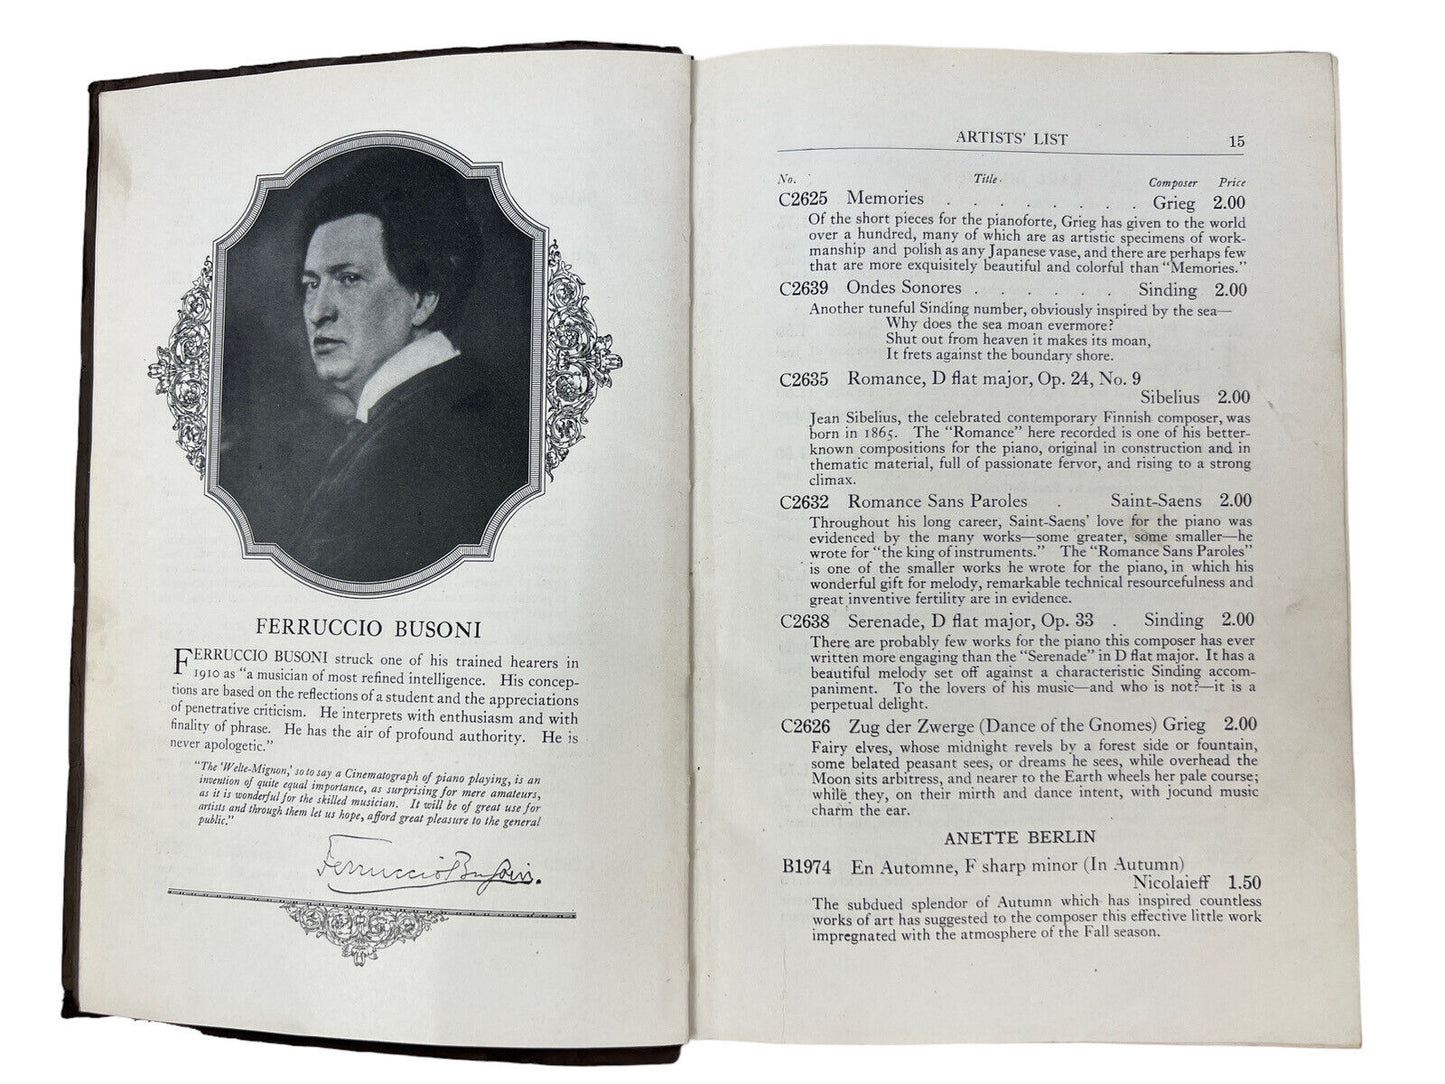 FERRUCCIO BUSONI
FERRUCCIO BUSONI struck one of his trained hearers in
1910 as "a musician of most refined intelligence. His concep-
tions are based on the reflections of a student and the appreciations
of penetrative criticism. He interprets with enthusiasm and with
finality of phrase. He has the air of profound authority. He is
never apologetic."
"The 'Welte-Mignon,' so to say a Cinematograph of piano playing, is an
invention of quite equal importance, as surprising for mere amateurs,
as it is wonderful for the skilled musician. It will be of great use for
artists and through them let us hope, afford great pleasure to the general
public."
Ferruccio Busoni.
ARTISTS' LIST 15
No. Title Composer Price
C2625 Memories . . . . . . . . Grieg 2.00
Of the short pieces for the pianoforte, Grieg has given to the world
over a hundred, many of which are as artistic specimens of work-
manship and polish as any Japanese vase, and there are perhaps few
that are more exquisitely beautiful and colorful than "Memories."
C2639 Ondes Sonores . . . . . . Sinding 2.00
Another tuneful Sinding number, obviously inspired by the sea—
Why does the sea moan evermore?
Shut out from heaven it makes its moan,
It frets against the boundary shore.
C2635 Romance, D flat major, Op. 24, No. 9
Sibelius 2.00
Jean Sibelius, the celebrated contemporary Finnish composer, was
born in 1865. The "Romance" here recorded is one of his better-
known compositions for the piano, original in construction and in
thematic material, full of passionate fervor, and rising to a strong
climax.
C2632 Romance Sans Paroles . Saint-Saens 2.00
Throughout his long career, Saint-Saens' love for the piano was
evidenced by the many works—some greater, some smaller—he
wrote for "the king of instruments." The "Romance Sans Paroles"
is one of the smaller works he wrote for the piano, in which his
wonderful gift for melody, remarkable technical resourcefulness and
great inventive fertility are in evidence.
C2638 Serenade, D flat major, Op. 33 . Sinding 2.00
There are probably few works for the piano this composer has ever
written more engaging than the "Serenade" in D flat major. It has a
beautiful melody set off against a characteristic Sinding accom-
paniment. To the lovers of his music—and who is not?—it is a
perpetual delight.
C2626 Zug der Zwerge (Dance of the Gnomes) Grieg 2.00
Fairy elves, whose midnight revels by a forest side or fountain,
some belated peasant sees, or dreams he sees, while overhead the
Moon sits arbitress, and nearer to the Earth wheels her pale course;
while they, on their mirth and dance intent, with jocund music
charm the ear.
ANETTE BERLIN
B1974 En Automne, F sharp minor (In Autumn)
Nicolaieff 1.50
The subdued splendor of Autumn which has inspired countless
works of art has suggested to the composer this effective little work
impregnated with the atmosphere of the Fall season.